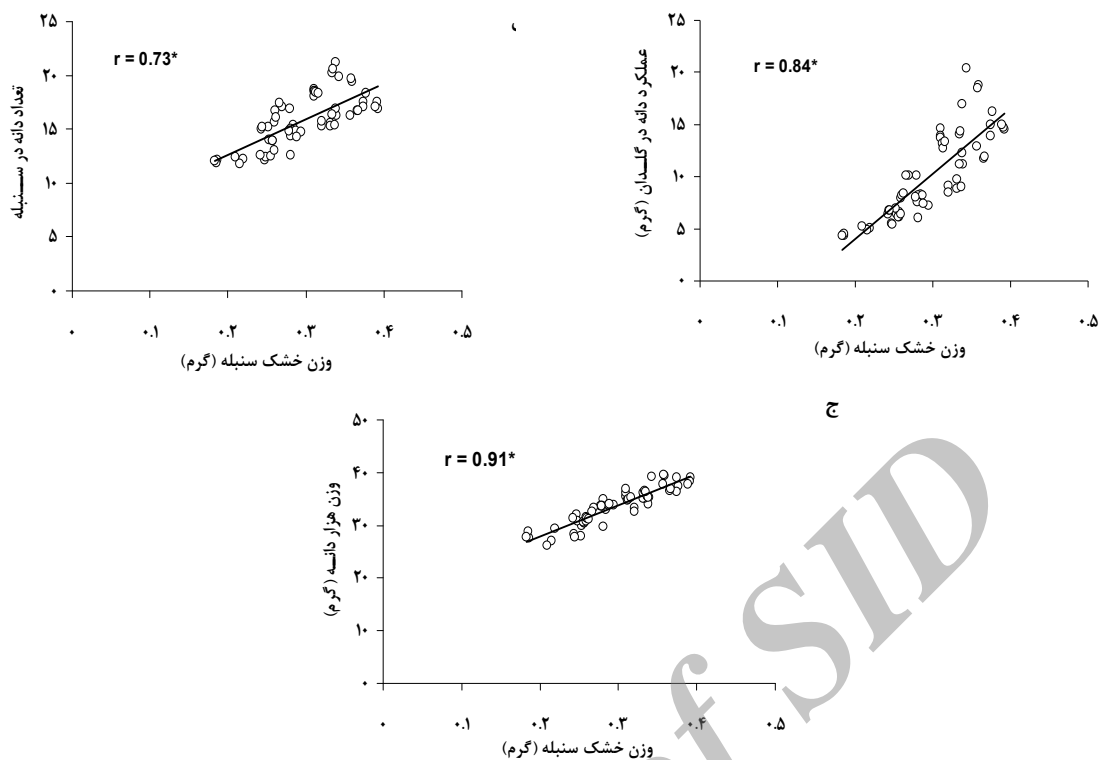 ۲۵
۲۰
۱۵
۱۰
۵
۰
تعداد دانه در سـنبله
r = 0.73*
۰ ۰.۱ ۰.۲ ۰.۳ ۰.۴ ۰.۵
وزن خشک سنبله (گرم)
۲۵
۲۰
۱۵
۱۰
۵
۰
عملکرد دانه در گلـدان (گرم)
r = 0.84*
۰ ۰.۱ ۰.۲ ۰.۳ ۰.۴ ۰.۵
وزن خشک سنبله (گرم)
ج
۵۰
۴۰
۳۰
۲۰
۱۰
۰
وزن هزار دانـه (گرم)
r = 0.91*
۰ ۰.۱ ۰.۲ ۰.۳ ۰.۴ ۰.۵
وزن خشک سنبله (گرم)
of SID